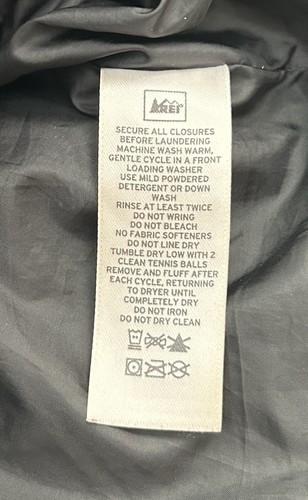 REI
SECURE ALL CLOSURES
BEFORE LAUNDERING
MACHINE WASH WARM,
GENTLE CYCLE IN A FRONT
LOADING WASHER
USE MILD POWDERED
DETERGENT OR DOWN
WASH
RINSE AT LEAST TWICE
DO NOT WRING
DO NOT BLEACH
NO FABRIC SOFTENERS
DO NOT LINE DRY
TUMBLE DRY LOW WITH 2
CLEAN TENNIS BALLS
REMOVE AND FLUFF AFTER
EACH CYCLE, RETURNING
TO DRYER UNTIL
COMPLETELY DRY
DO NOT IRON
DO NOT DRY CLEAN